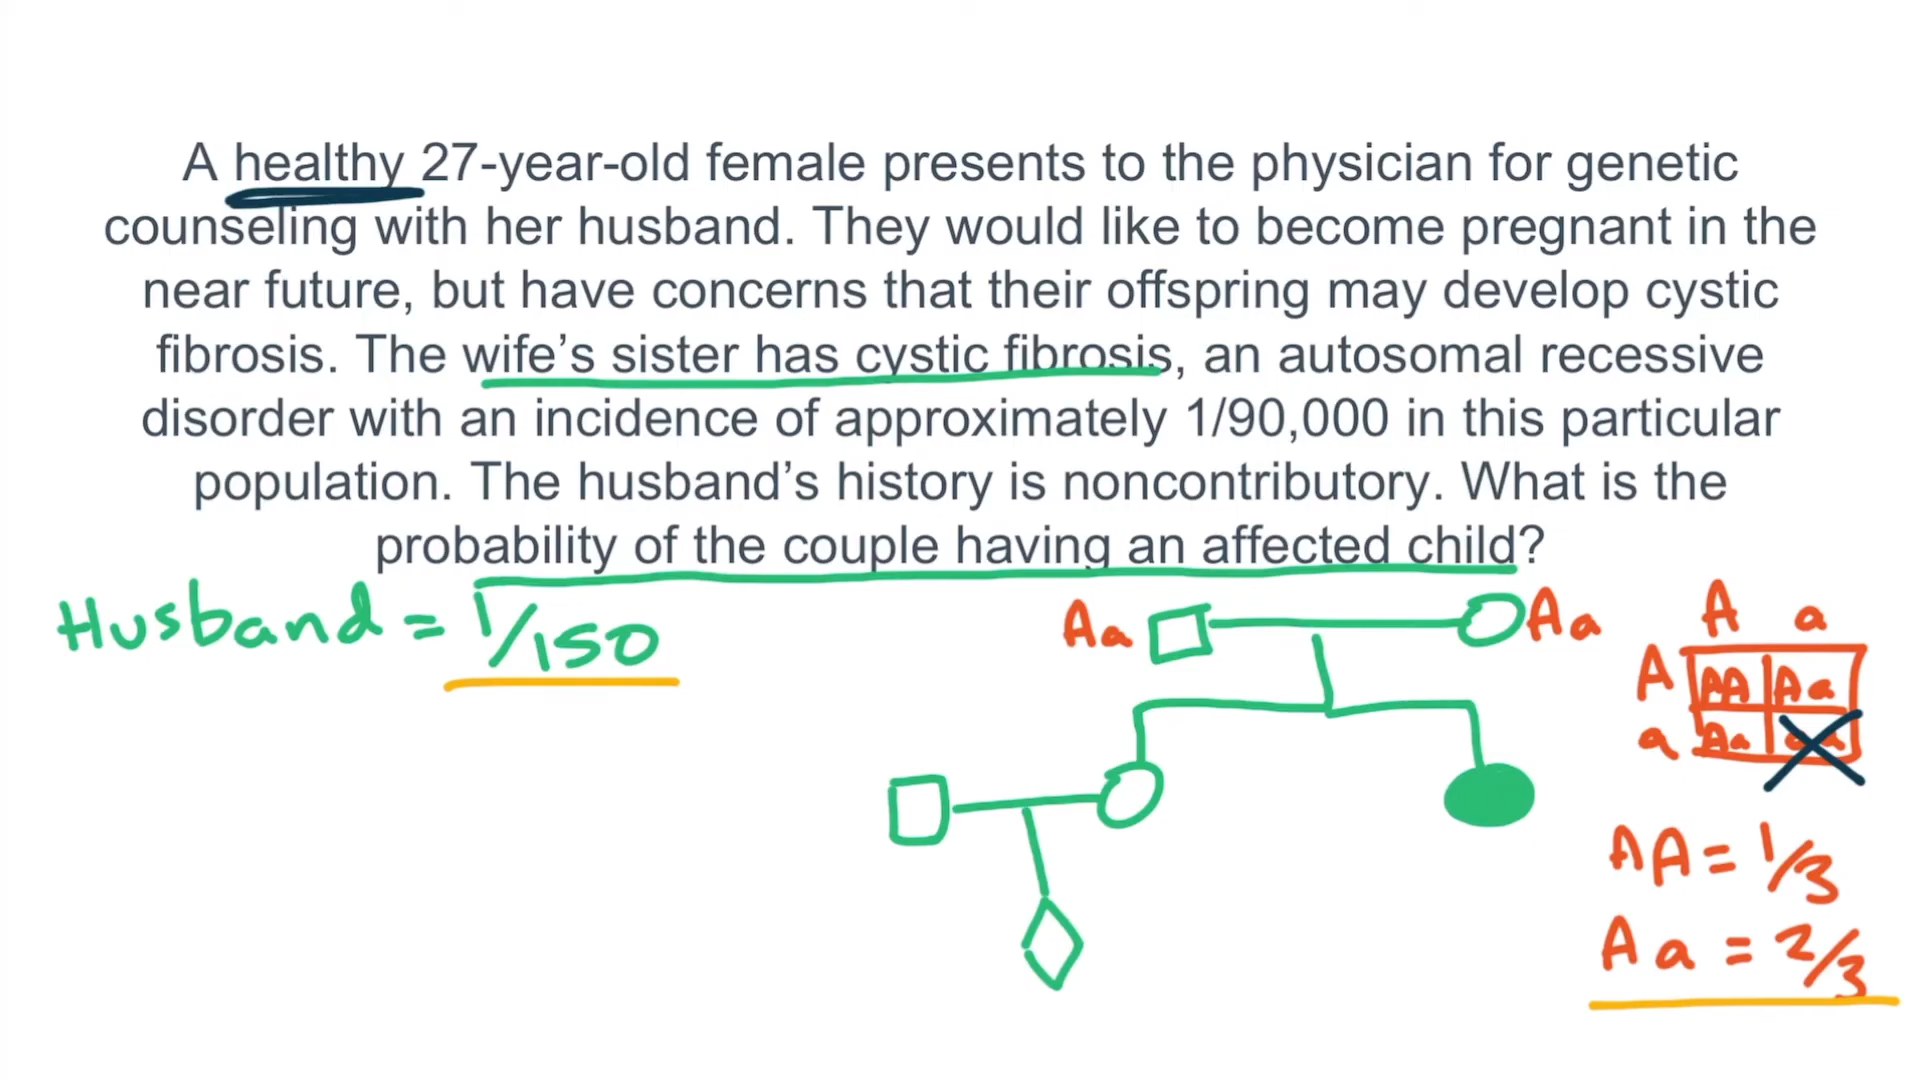 A healthy 27-year-old female presents to the physician for genetic
counseling with her husband. They would like to become pregnant in the
near future, but have concerns that their offspring may develop cystic
fibrosis. The wife’s sister has cystic fibrosis, an autosomal recessive
disorder with an incidence of approximately 1/90,000 in this particular
population. The husband’s history is noncontributory. What is the
probability of the couple having an affected child?
Husband = 1/150
Aa Aa
A a
A AA Aa
a Aa aa
AA = 1/3
Aa = 2/3